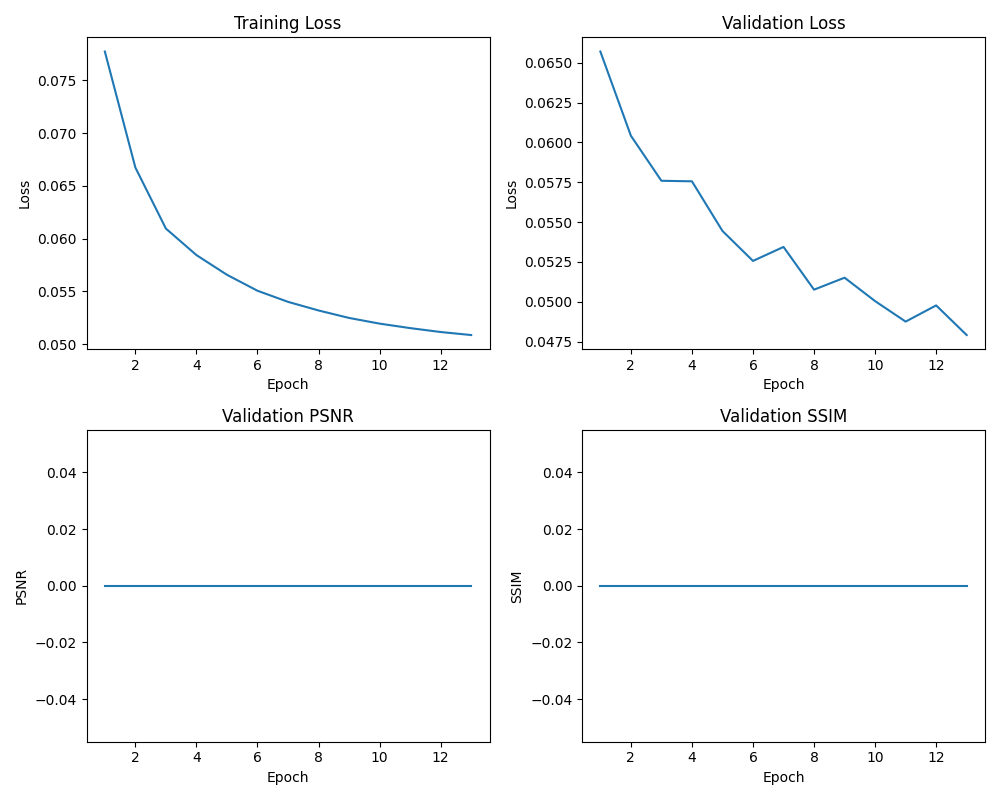 Training Loss
Validation Loss
0.075
0.070
0.065
0.060
0.055
0.050
Loss
2 4 6 8 10 12
Epoch
0.0650
0.0625
0.0600
0.0575
0.0550
0.0525
0.0500
0.0475
Loss
2 4 6 8 10 12
Epoch
Validation PSNR
Validation SSIM
0.04
0.02
0.00
−0.02
−0.04
PSNR
2 4 6 8 10 12
Epoch
0.04
0.02
0.00
−0.02
−0.04
SSIM
2 4 6 8 10 12
Epoch